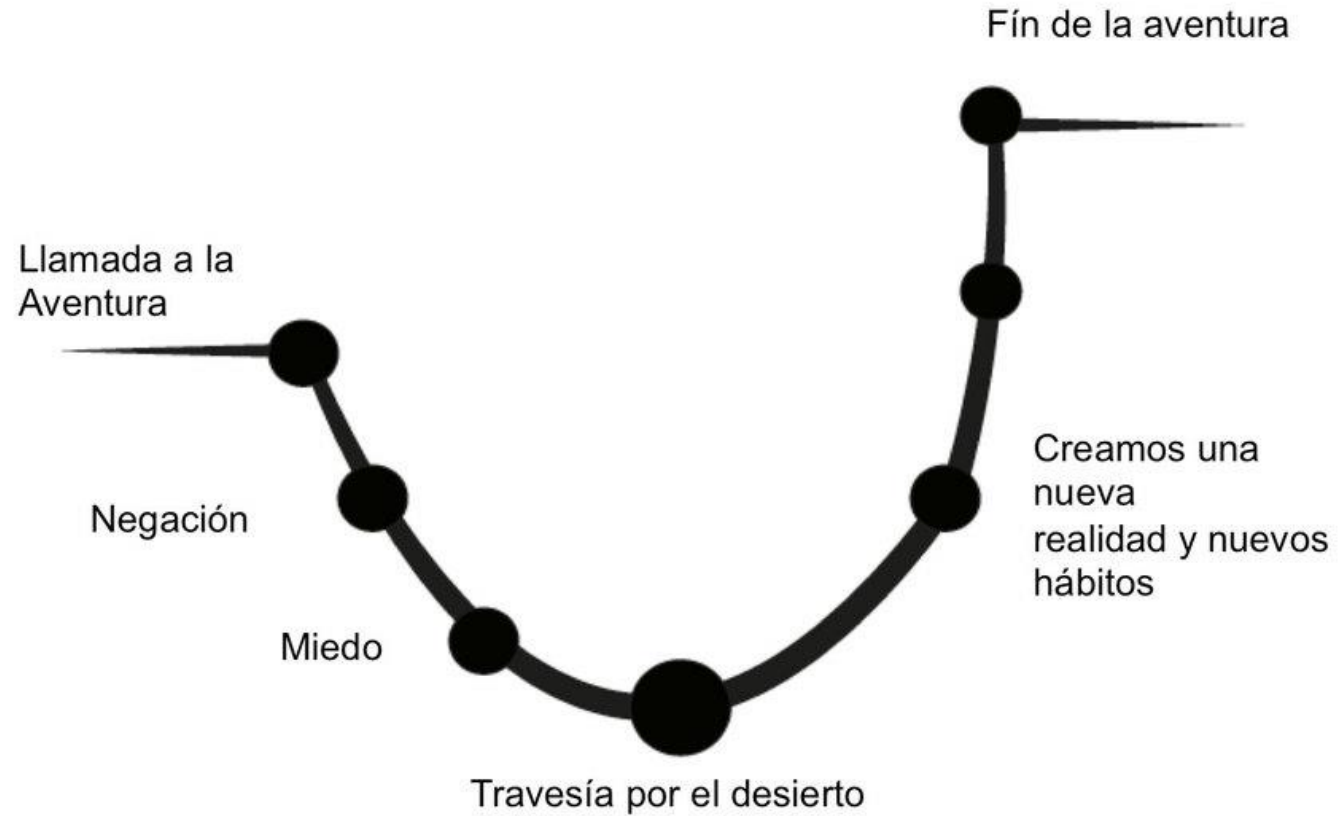 Fín de la aventura
Llamada a la
Aventura
Negación
Miedo
Travesía por el desierto
Creamos una
nueva
realidad y nuevos
hábitos